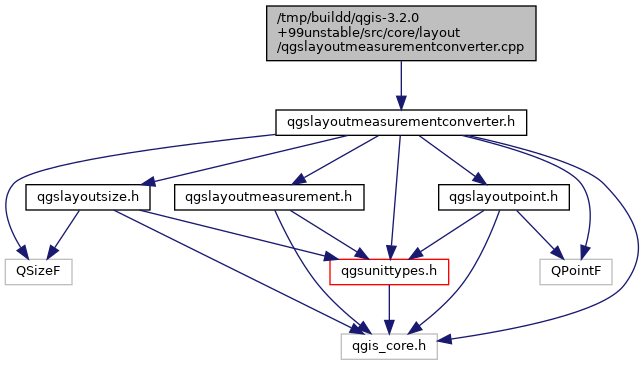 /tmp/buildd/qgis-3.2.0
+99unstable/src/core/layout
/qgslayoutmeasurementconverter.cpp
qgslayoutmeasurementconverter.h
qgslayoutsize.h
qgslayoutmeasurement.h
qgslayoutpoint.h
QSizeF
qgsunittypes.h
QPointF
qgis_core.h